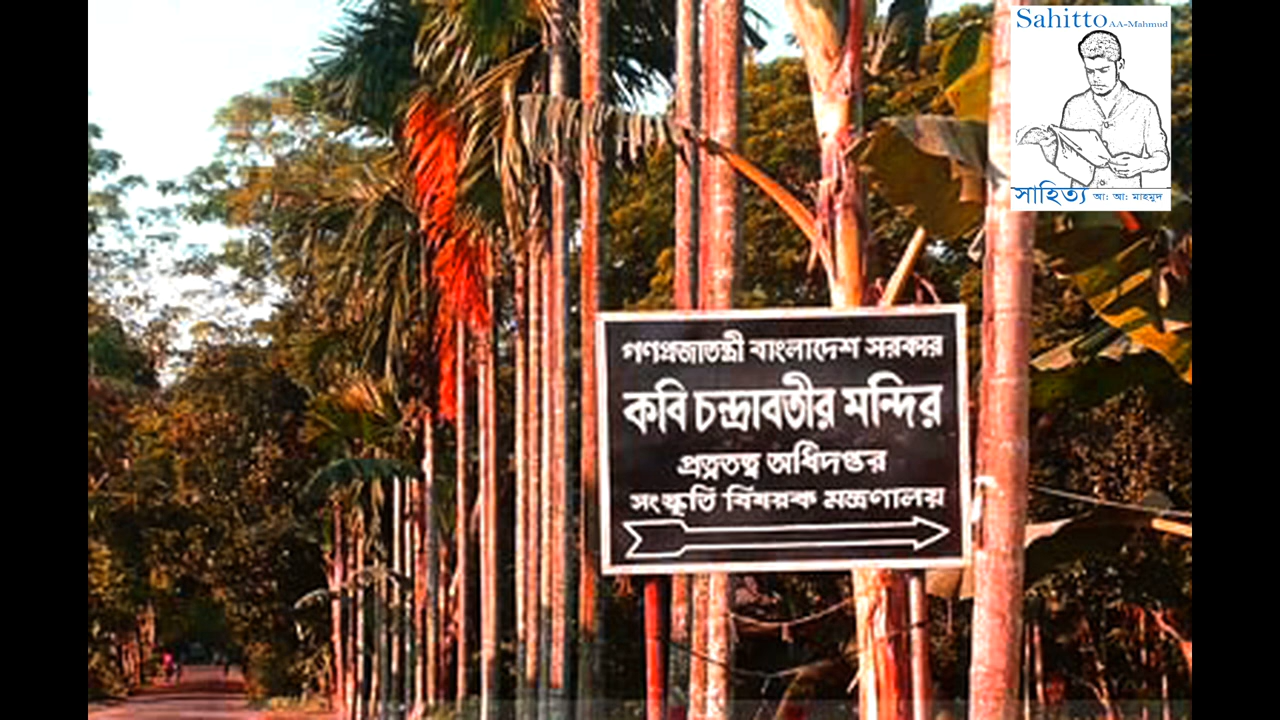 Sahitto AA-Mahmud
সাহিত্য আ: আ: মাহমুদ
গণপ্রজাতন্ত্রী বাংলাদেশ সরকার
কবি চন্দ্রাবতীর মন্দির
প্রত্নতত্ত্ব অধিদপ্তর
সংস্কৃতি বিষয়ক মন্ত্রণালয়